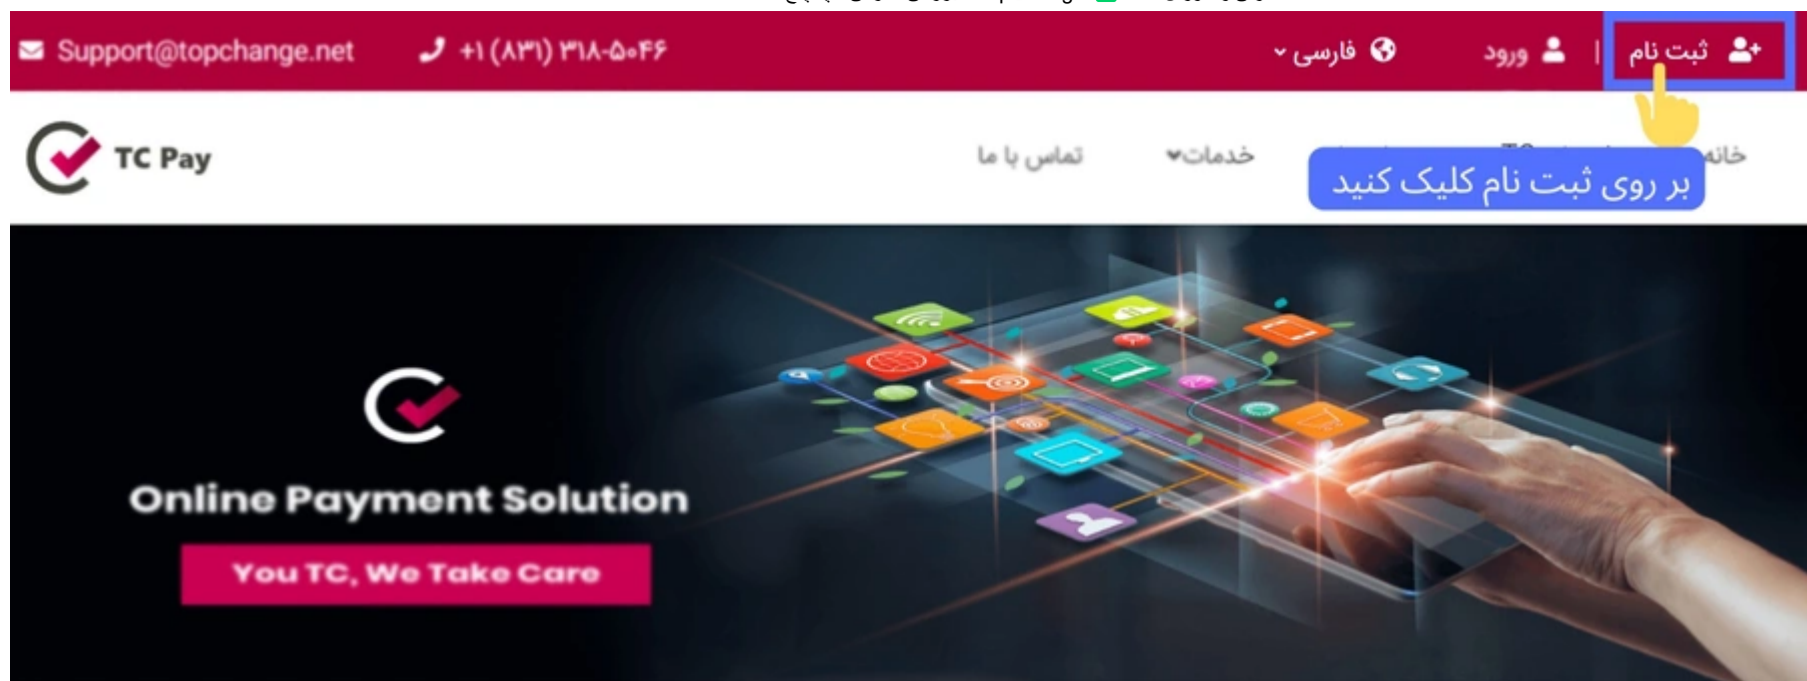 Support@topchange.net
+۱ (۸۳۱) ۳۱۸-۵۰۴۶
فارسی
ورود | ثبت نام
TC Pay
خانه
خدمات
تماس با ما
بر روی ثبت نام کلیک کنید
Online Payment Solution
You TC, We Take Care